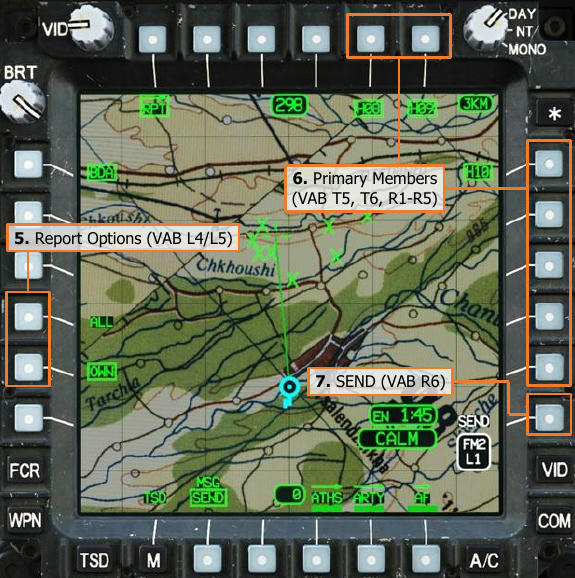 VID
DAY
NT
MONO
BRT
RPT
298
H08
H09
3KM
*
BDA
H10
6. Primary Members
(VAB T5, T6, R1-R5)
5. Report Options (VAB L4/L5)
Chkhoushi
ALL
OWN
Tarchia
7. SEND (VAB R6)
EN 1:45
CALM
SEND
FM2
L1
FCR
VID
MSG
TSD
SEND
0
ATHS
ARTY
AF
WPN
COM
TSD
M
A/C